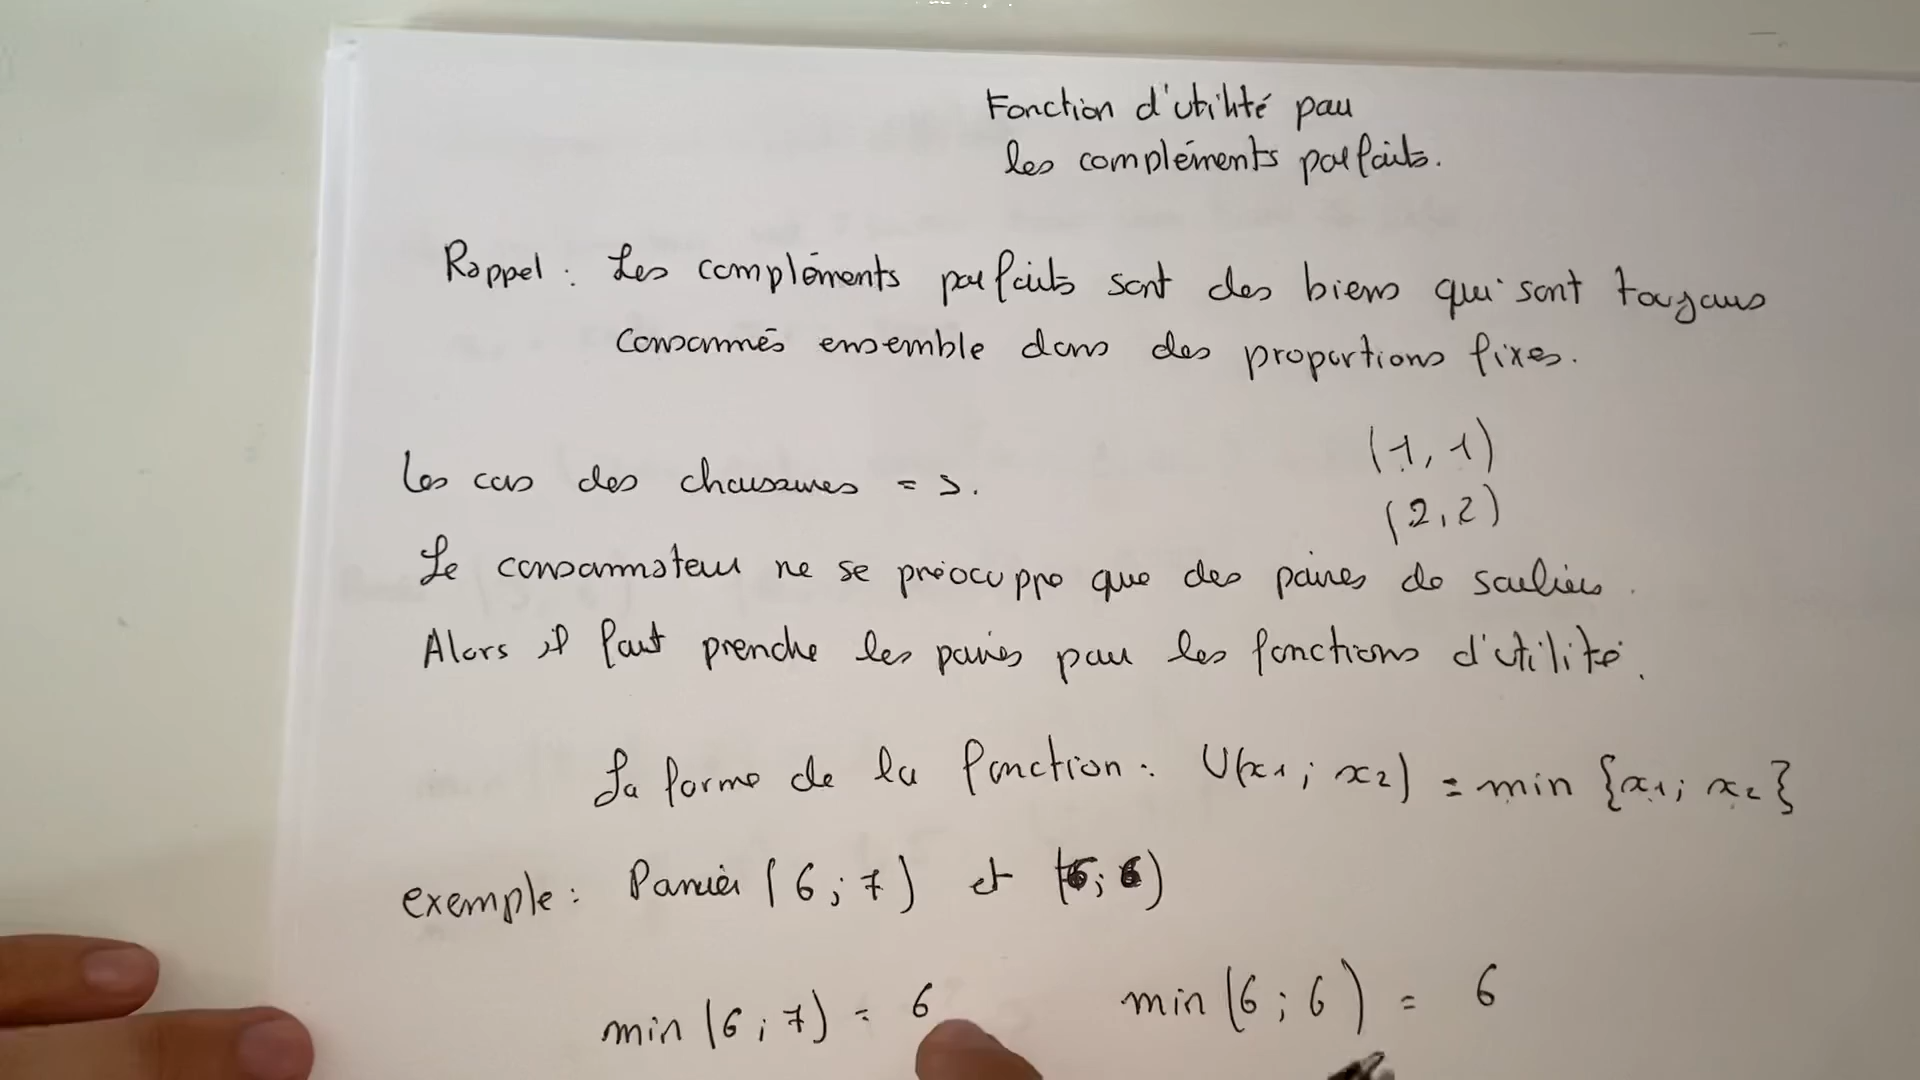 Fonction d'utilité pour
les compléments parfaits.
Rappel : Les compléments parfaits sont des biens qui sont toujours
consommés ensemble dans des proportions fixes.
(1, 1)
Les cas des chaussures => .
(2, 2)
Le consommateur ne se préoccupe que des paires de souliers.
Alors il faut prendre les paires pour les fonctions d'utilité.
La forme de la fonction : U(x1 ; x2) = min {x1 ; x2}
exemple : Panier (6 ; 7) et (6 ; 6)
min (6 ; 7) = 6
min (6 ; 6) = 6